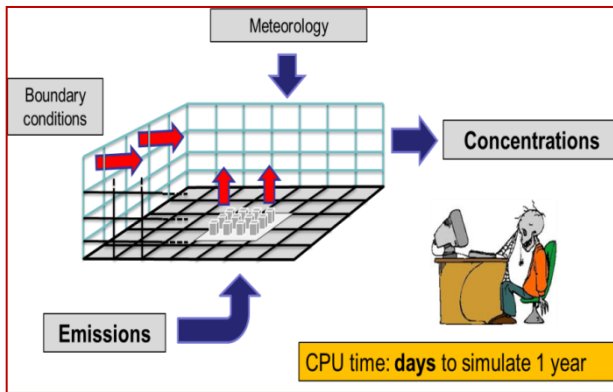 Meteorology
Boundary
conditions
Concentrations
Emissions
CPU time: days to simulate 1 year